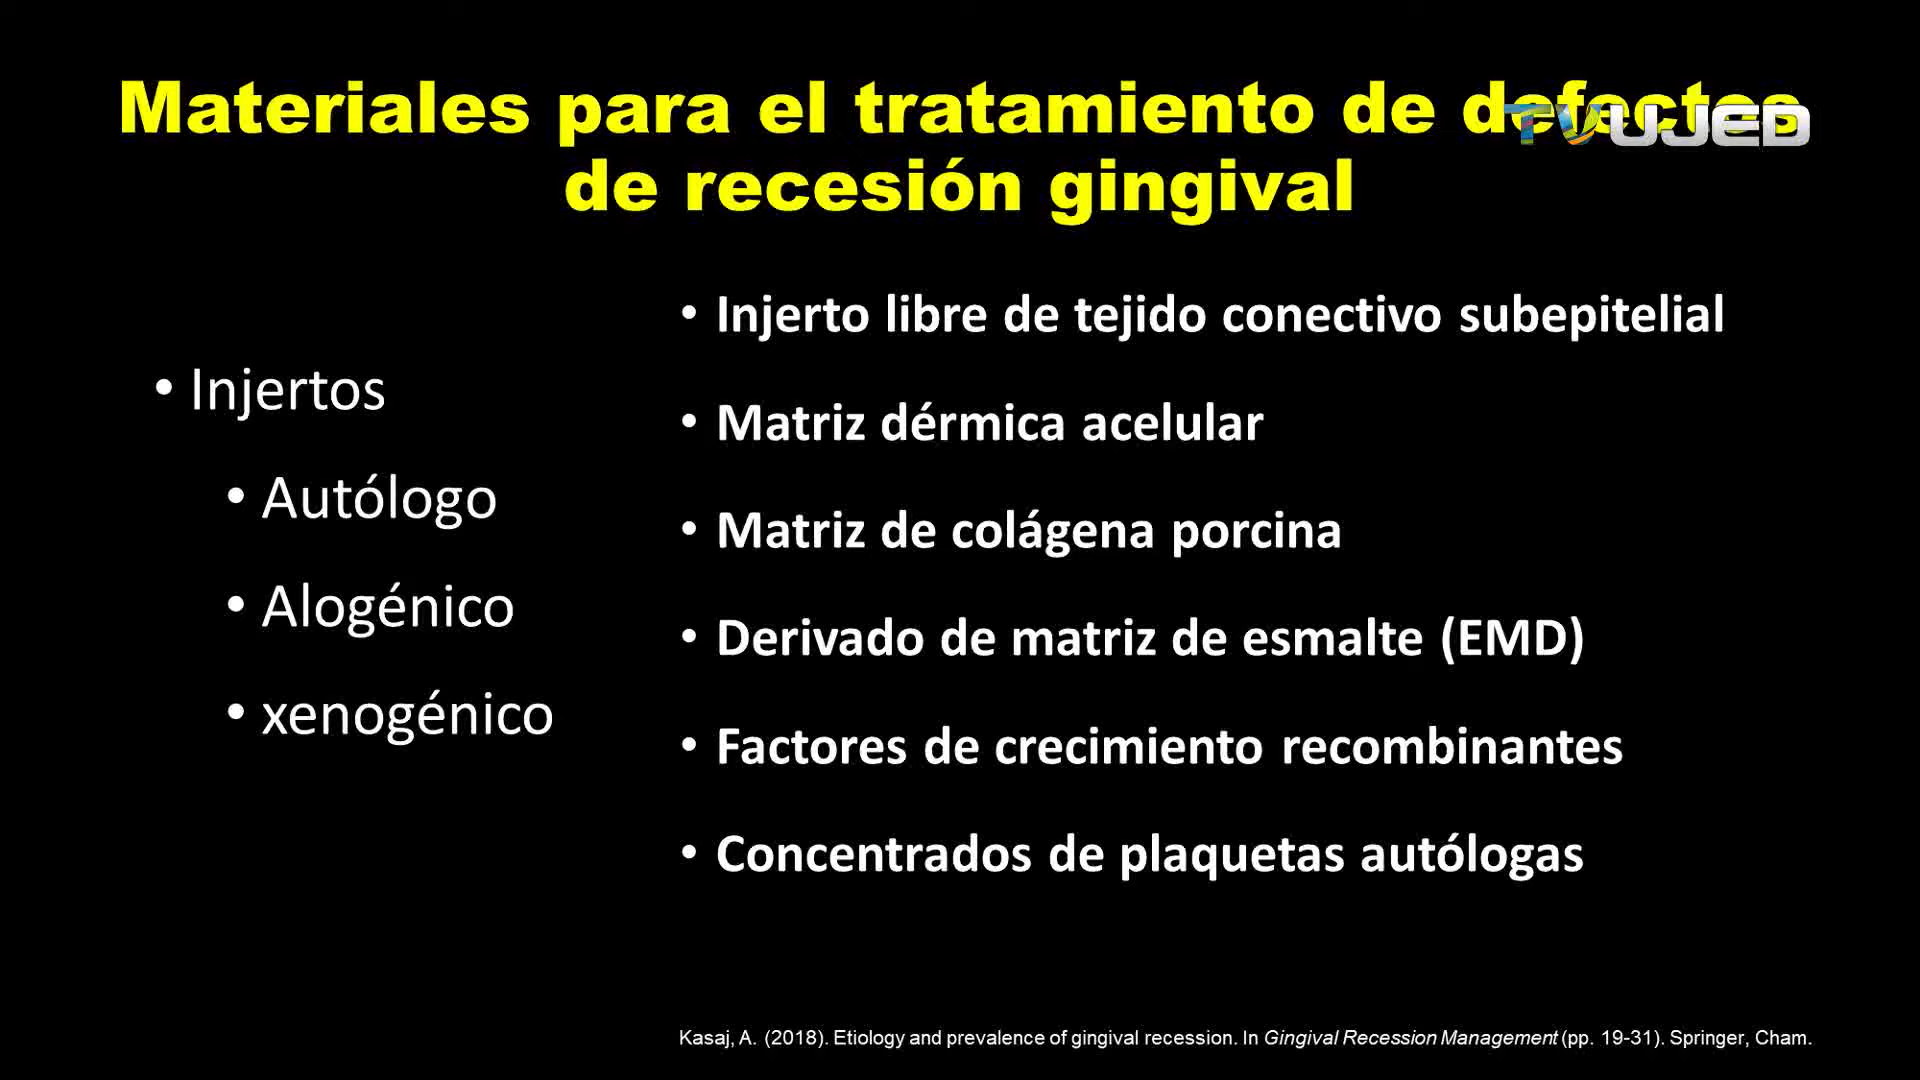 Materiales para el tratamiento de defectos
de recesión gingival
TVUJED
• Injertos
• Autólogo
• Alogénico
• xenogénico
• Injerto libre de tejido conectivo subepitelial
• Matriz dérmica acelular
• Matriz de colágena porcina
• Derivado de matriz de esmalte (EMD)
• Factores de crecimiento recombinantes
• Concentrados de plaquetas autólogas
Kasaj, A. (2018). Etiology and prevalence of gingival recession. In Gingival Recession Management (pp. 19-31). Springer, Cham.